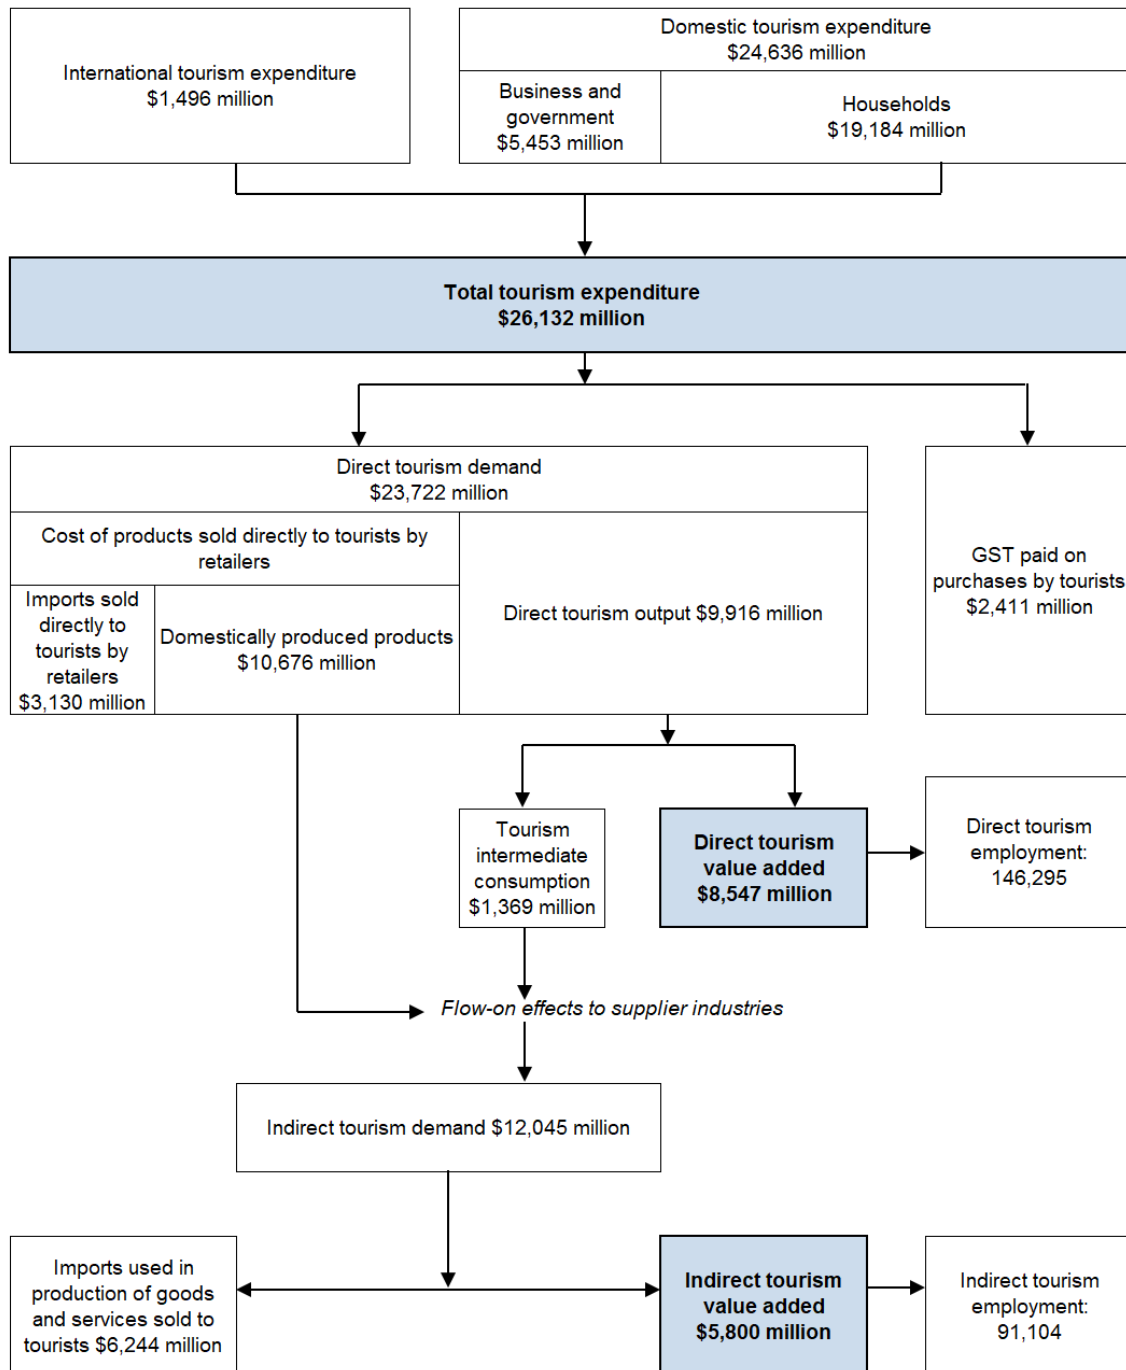 International tourism expenditure
$1,496 million
Domestic tourism expenditure
$24,636 million
Business and
government
$5,453 million
Households
$19,184 million
Total tourism expenditure
$26,132 million
Direct tourism demand
$23,722 million
Cost of products sold directly to tourists by
retailers
Imports sold
directly to
tourists by
retailers
$3,130 million
Domestically produced products
$10,676 million
Direct tourism output $9,916 million
GST paid on
purchases by tourists
$2,411 million
Tourism
intermediate
consumption
$1,369 million
Direct tourism
value added
$8,547 million
Direct tourism
employment:
146,295
Flow-on effects to supplier industries
Indirect tourism demand $12,045 million
Imports used in
production of goods
and services sold to
tourists $6,244 million
Indirect tourism
value added
$5,800 million
Indirect tourism
employment:
91,104